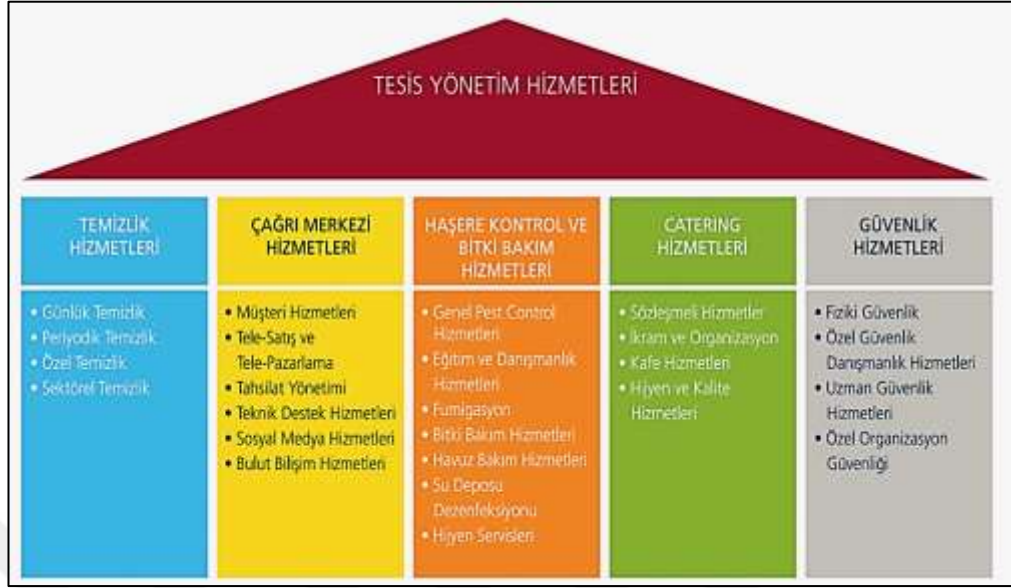 TESİS YÖNETİM HİZMETLERİ
TEMİZLİK
HİZMETLERİ
• Günlük Temizlik
• Periyodik Temizlik
• Özel Temizlik
• Sektörel Temizlik
ÇAĞRI MERKEZİ
HİZMETLERİ
• Müşteri Hizmetleri
• Tele-Satış ve
Tele-Pazarlama
• Tahsilat Yönetimi
• Teknik Destek Hizmetleri
• Sosyal Medya Hizmetleri
• Bulut Bilişim Hizmetleri
HAŞERE KONTROL VE
BİTKİ BAKIM
HİZMETLERİ
• Genel Pest Control
Hizmetleri
• Eğitim ve Danışmanlık
Hizmetleri
• Fumigasyon
• Bitki Bakım Hizmetleri
• Havuz Bakım Hizmetleri
• Su Deposu
Dezenfeksiyonu
• Hijyen Servisleri
CATERING
HİZMETLERİ
• Sözleşmeli Hizmetler
• İkram ve Organizasyon
• Kafe Hizmetleri
• Hijyen ve Kalite
Hizmetleri
GÜVENLİK
HİZMETLERİ
• Fiziki Güvenlik
• Özel Güvenlik
Danışmanlık Hizmetleri
• Uzman Güvenlik
Hizmetleri
• Özel Organizasyon
Güvenliği